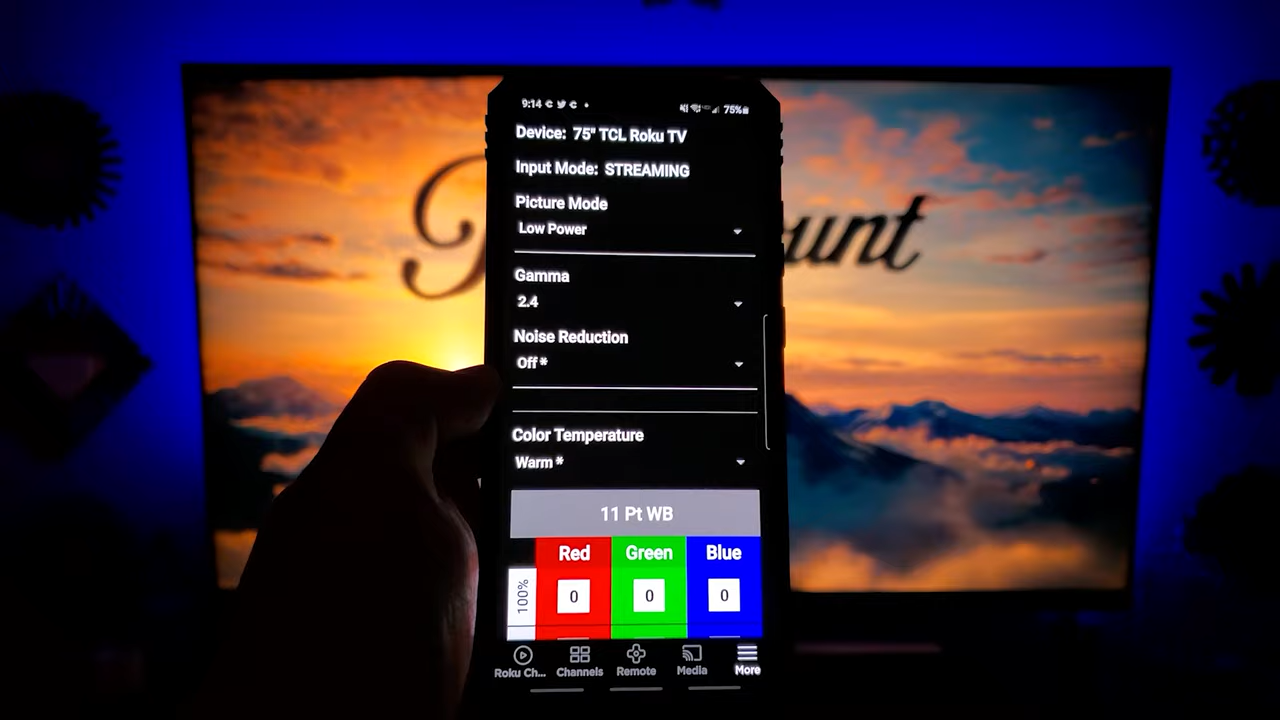 9:14
75%
Device: 75" TCL Roku TV
Input Mode: STREAMING
Picture Mode
Low Power
Gamma
2.4
Noise Reduction
Off *
Color Temperature
Warm *
11 Pt WB
Red Green Blue
100% 0 0 0
Roku Ch... Channels Remote Media More
P
unt